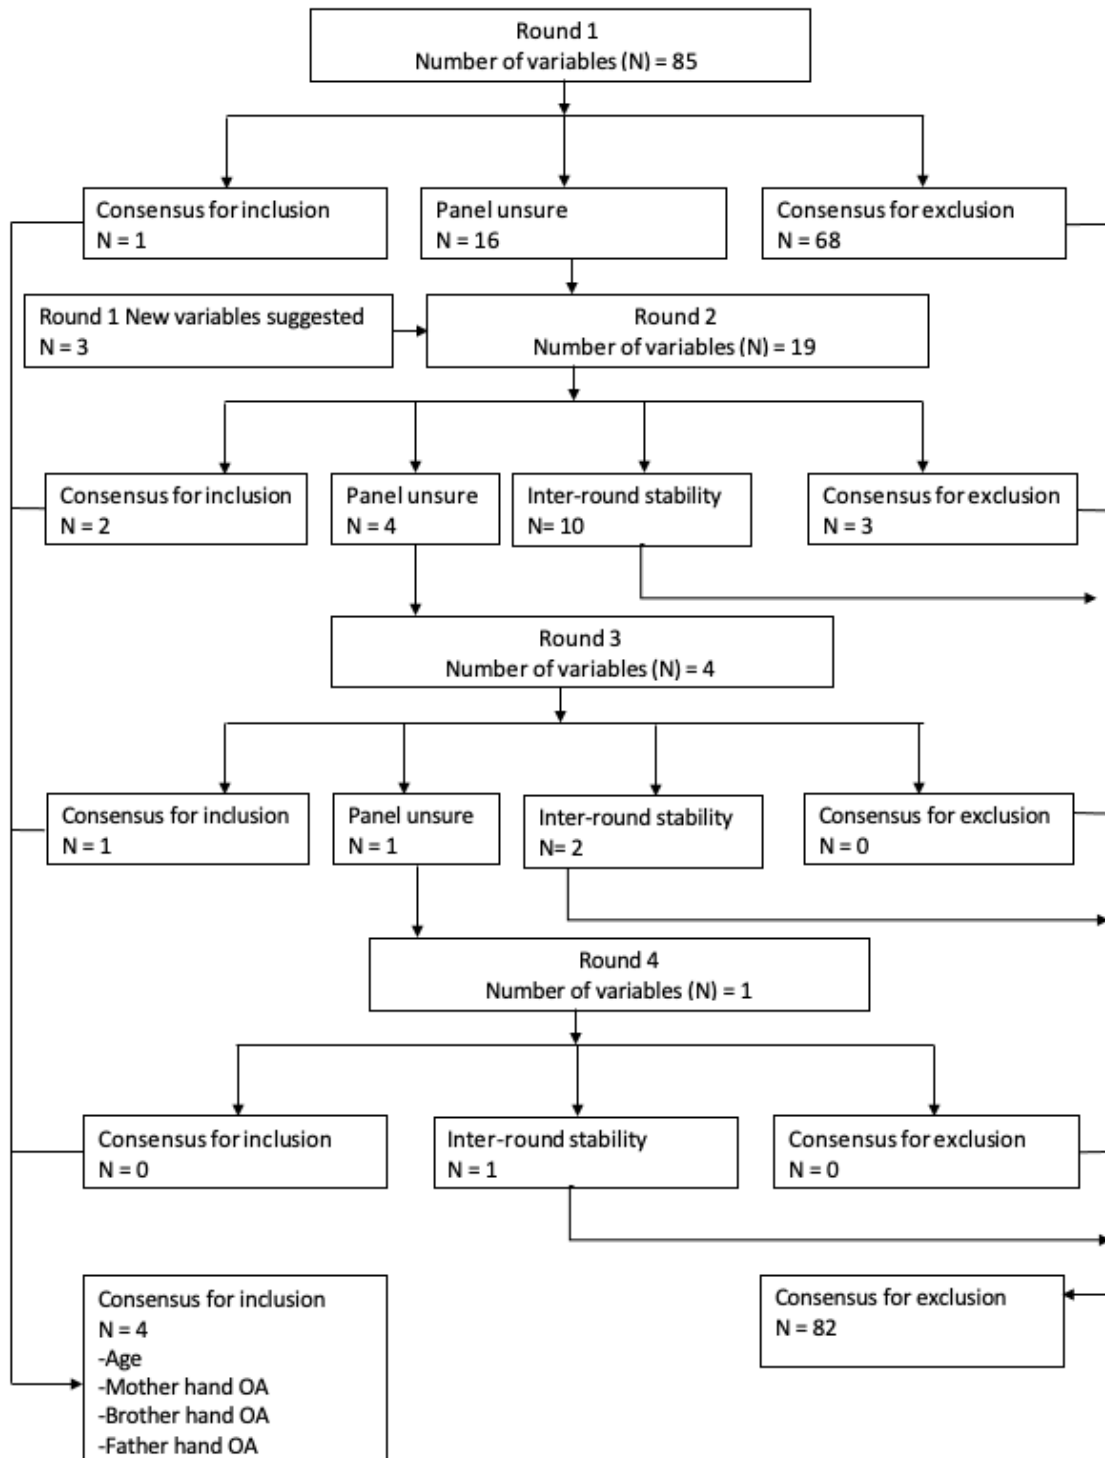 Round 1
Number of variables (N) = 85
Consensus for inclusion
N = 1
Panel unsure
N = 16
Consensus for exclusion
N = 68
Round 1 New variables suggested
N = 3
Round 2
Number of variables (N) = 19
Consensus for inclusion
N = 2
Panel unsure
N = 4
Inter-round stability
N= 10
Consensus for exclusion
N = 3
Round 3
Number of variables (N) = 4
Consensus for inclusion
N = 1
Panel unsure
N = 1
Inter-round stability
N= 2
Consensus for exclusion
N = 0
Round 4
Number of variables (N) = 1
Consensus for inclusion
N = 0
Inter-round stability
N = 1
Consensus for exclusion
N = 0
Consensus for inclusion
N = 4
-Age
-Mother hand OA
-Brother hand OA
-Father hand OA
Consensus for exclusion
N = 82